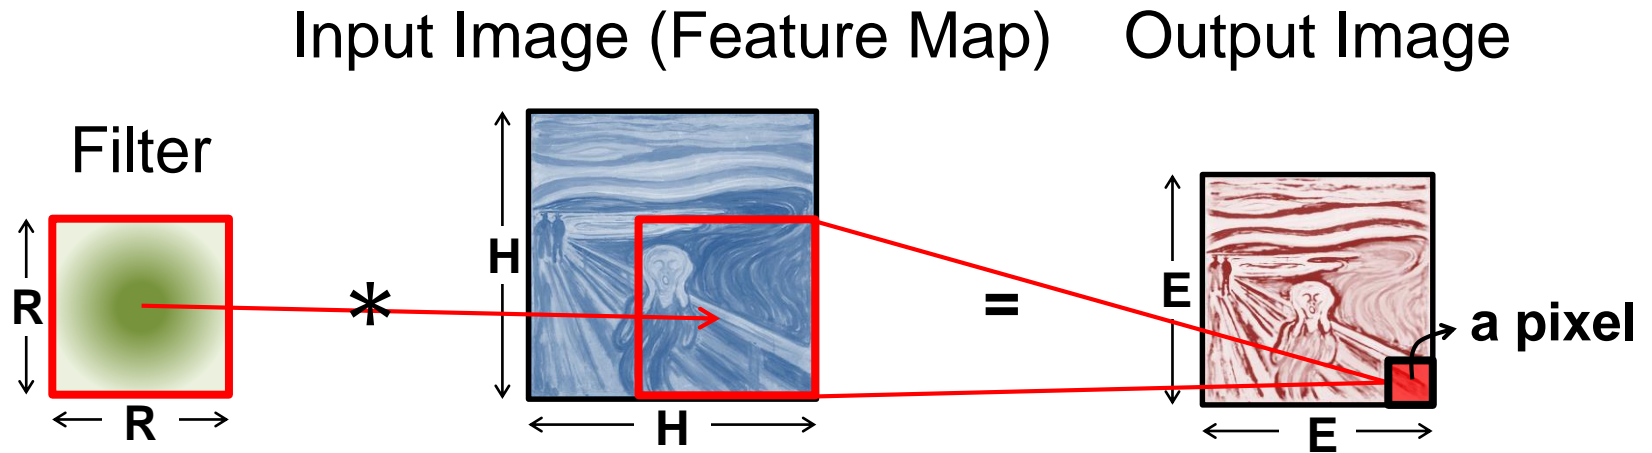 Input Image (Feature Map)
Output Image
Filter
R
R
*
H
H
=
E
E
a pixel